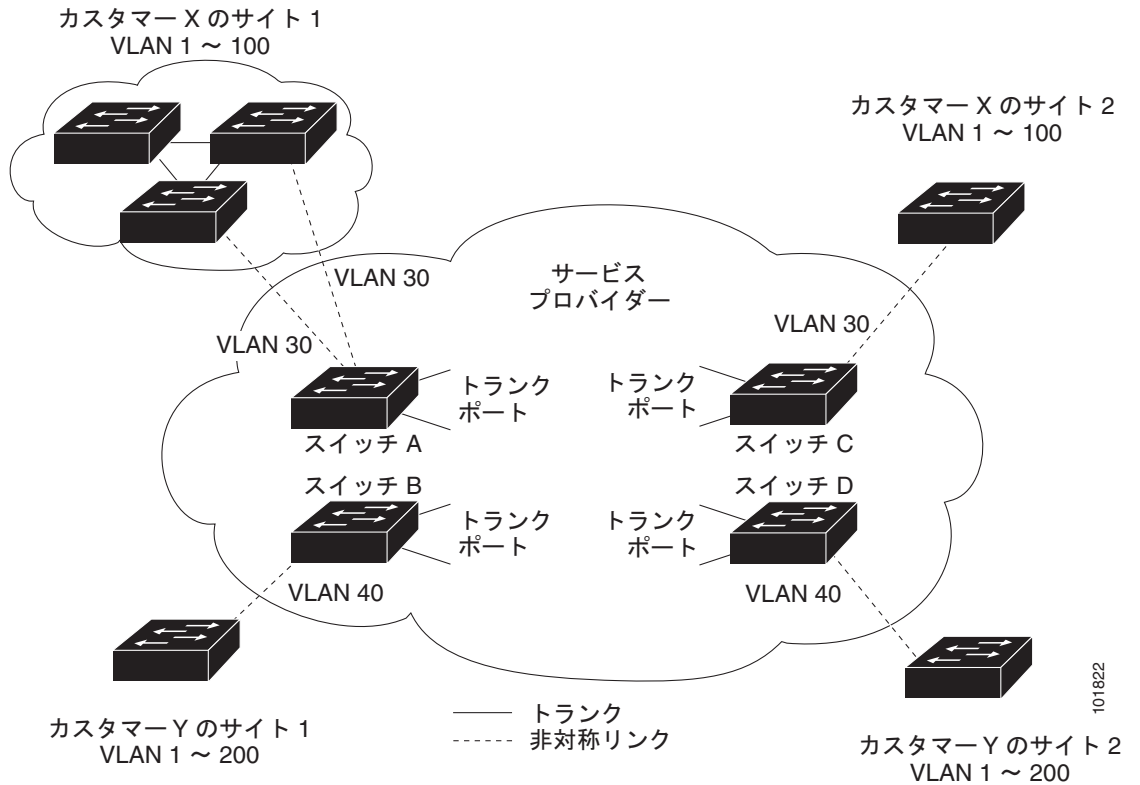 カスタマー X のサイト 1
VLAN 1 ～ 100
カスタマー X のサイト 2
VLAN 1 ～ 100
VLAN 30
サービス
プロバイダー
VLAN 30
VLAN 30
トランク
ポート
トランク
ポート
スイッチ A
スイッチ C
スイッチ B
スイッチ D
トランク
ポート
トランク
ポート
VLAN 40
VLAN 40
カスタマー Y のサイト 1
VLAN 1 ～ 200
トランク
非対称リンク
カスタマー Y のサイト 2
VLAN 1 ～ 200
101822